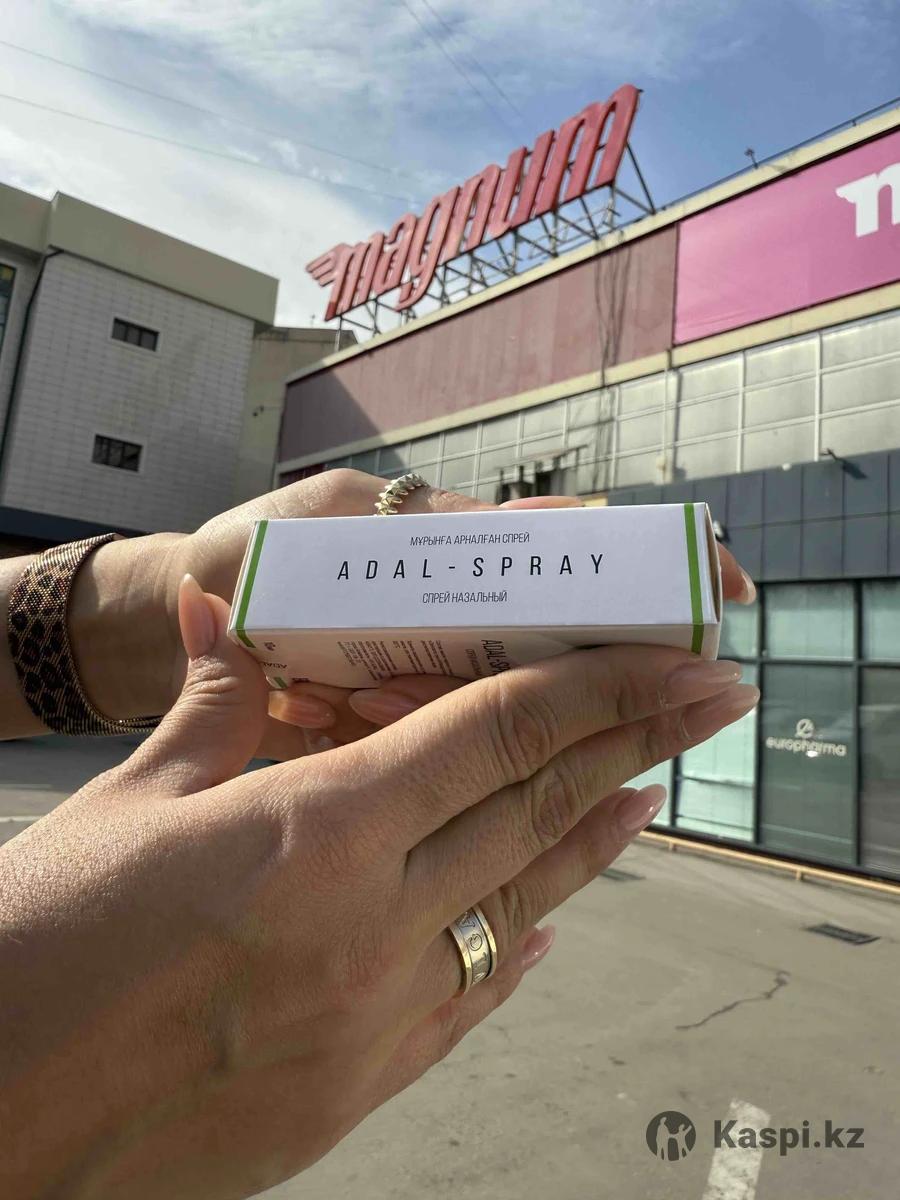 magnum
m
МҰРЫНҒА АРНАЛҒАН СПРЕЙ
ADAL-SPRAY
СПРЕЙ НАЗАЛЬНЫЙ
europharma
Kaspi.kz